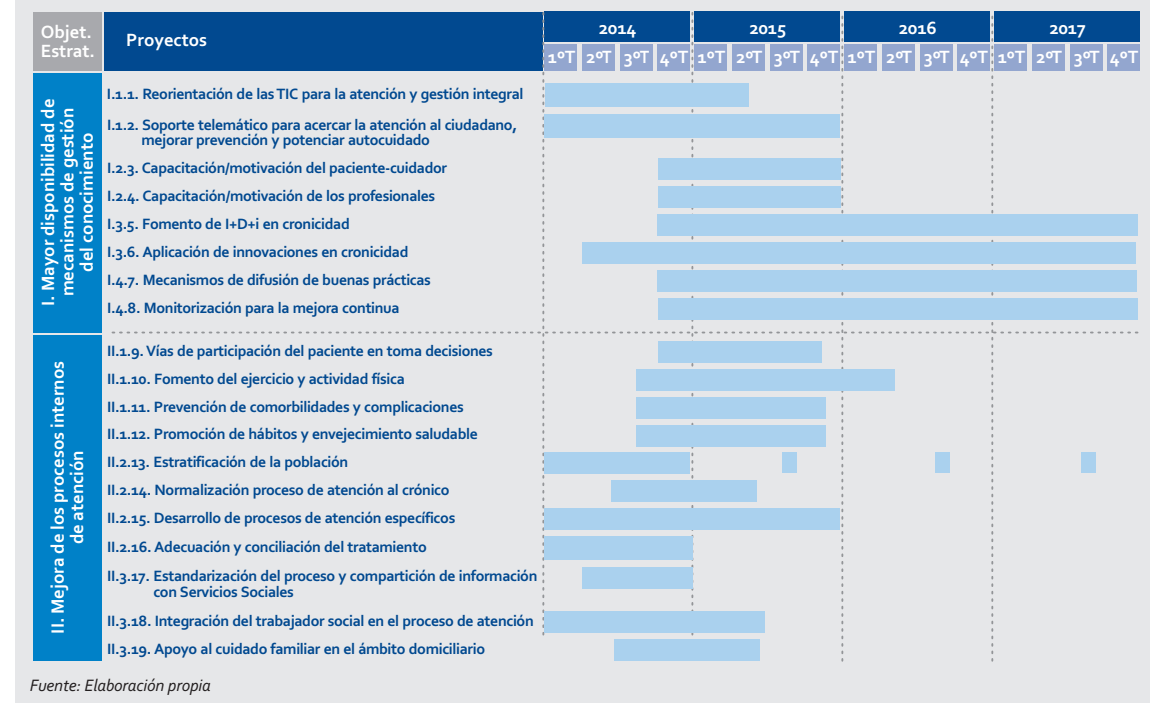 Objet.
Estrat.
Proyectos
2014
2015
2016
2017
1ºT 2ºT 3ºT 4ºT 1ºT 2ºT 3ºT 4ºT 1ºT 2ºT 3ºT 4ºT 1ºT 2ºT 3ºT 4ºT
I. Mayor disponibilidad de
mecanismos de gestión
del conocimiento
I.1.1. Reorientación de las TIC para la atención y gestión integral
I.1.2. Soporte telemático para acercar la atención al ciudadano,
mejorar prevención y potenciar autocuidado
I.2.3. Capacitación/motivación del paciente-cuidador
I.2.4. Capacitación/motivación de los profesionales
I.3.5. Fomento de I+D+i en cronicidad
I.3.6. Aplicación de innovaciones en cronicidad
I.4.7. Mecanismos de difusión de buenas prácticas
I.4.8. Monitorización para la mejora continua
II. Mejora de los procesos internos
de atención
II.1.9. Vías de participación del paciente en toma decisiones
II.1.10. Fomento del ejercicio y actividad física
II.1.11. Prevención de comorbilidades y complicaciones
II.1.12. Promoción de hábitos y envejecimiento saludable
II.2.13. Estratificación de la población
II.2.14. Normalización proceso de atención al crónico
II.2.15. Desarrollo de procesos de atención específicos
II.2.16. Adecuación y conciliación del tratamiento
II.3.17. Estandarización del proceso y compartición de información
con Servicios Sociales
II.3.18. Integración del trabajador social en el proceso de atención
II.3.19. Apoyo al cuidado familiar en el ámbito domiciliario
Fuente: Elaboración propia